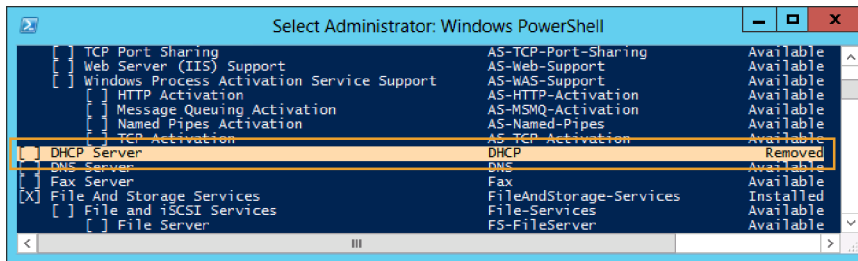 Select Administrator: Windows PowerShell
[ ] TCP Port Sharing AS-TCP-Port-Sharing Available
[ ] Web Server (IIS) Support AS-Web-Support Available
[ ] Windows Process Activation Service Support AS-WAS-Support Available
[ ] HTTP Activation AS-HTTP-Activation Available
[ ] Message Queuing Activation AS-MSMQ-Activation Available
[ ] Named Pipes Activation AS-Named-Pipes Available
[ ] TCP Activation AS-TCP-Activation Available
[ ] DHCP Server DHCP Removed
[ ] DNS Server DNS Available
[ ] Fax Server Fax Available
[X] File And Storage Services FileAndStorage-Services Installed
[ ] File and iSCSI Services File-Services Available
[ ] File Server FS-FileServer Available